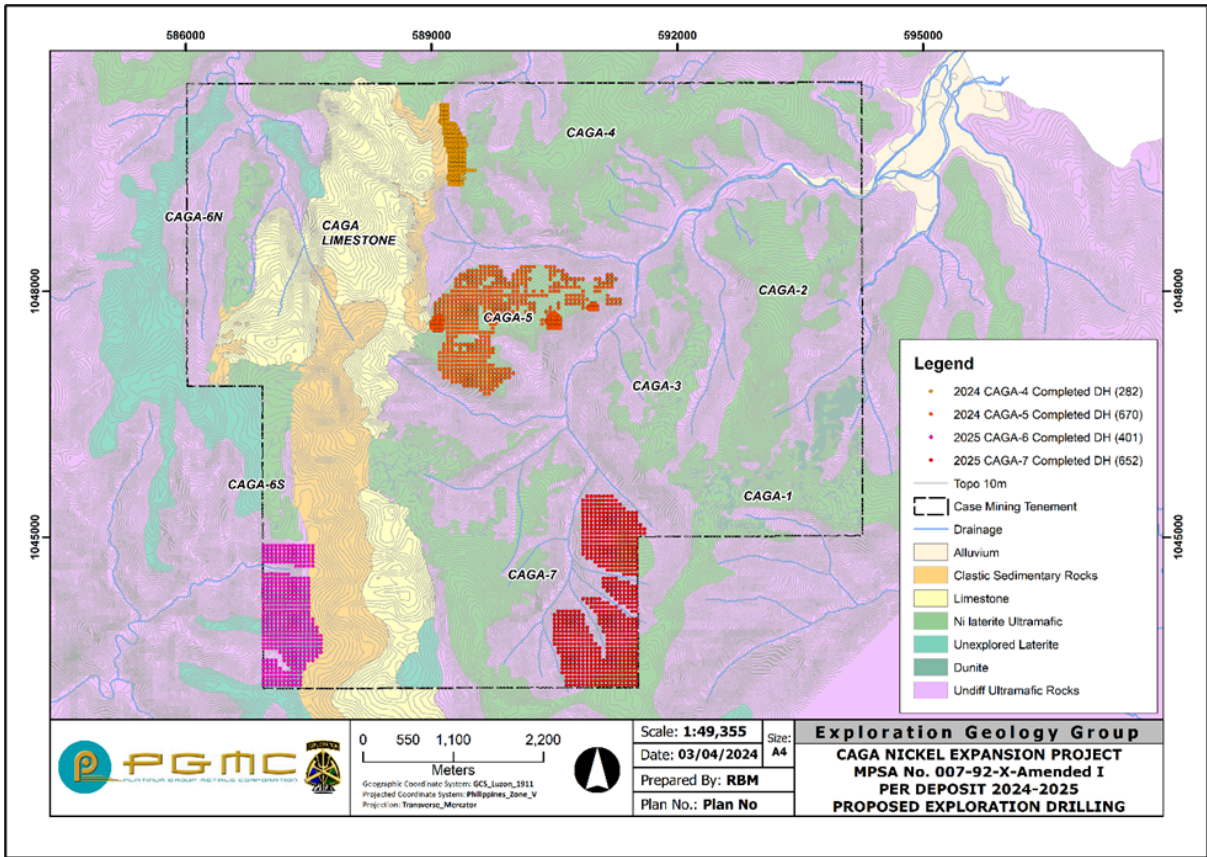 586000
589000
592000
595000
CAGA-4
CAGA-6N
CAGA
LIMESTONE
1048000
1048000
CAGA-2
CAGA-5
CAGA-3
CAGA-6S
CAGA-1
1045000
1045000
CAGA-7
Legend
2024 CAGA-4 Completed DH (282)
2024 CAGA-5 Completed DH (670)
2025 CAGA-6 Completed DH (401)
2025 CAGA-7 Completed DH (652)
Topo 10m
Case Mining Tenement
Drainage
Alluvium
Clastic Sedimentary Rocks
Limestone
Ni laterite Ultramafic
Unexplored Laterite
Dunite
Undiff Ultramafic Rocks
PGMC
PLATINUM GROUP METALS CORPORATION
EXPLORATION
0 550 1,100 2,200
Meters
Geographic Coordinate System: GCS_Luzon_1911
Projected Coordinate System: Philippines_Zone_V
Projection: Transverse_Mercator
Scale: 1:49,355
Size:
A4
Date: 03/04/2024
Prepared By: RBM
Plan No.: Plan No
Exploration Geology Group
CAGA NICKEL EXPANSION PROJECT
MPSA No. 007-92-X-Amended I
PER DEPOSIT 2024-2025
PROPOSED EXPLORATION DRILLING